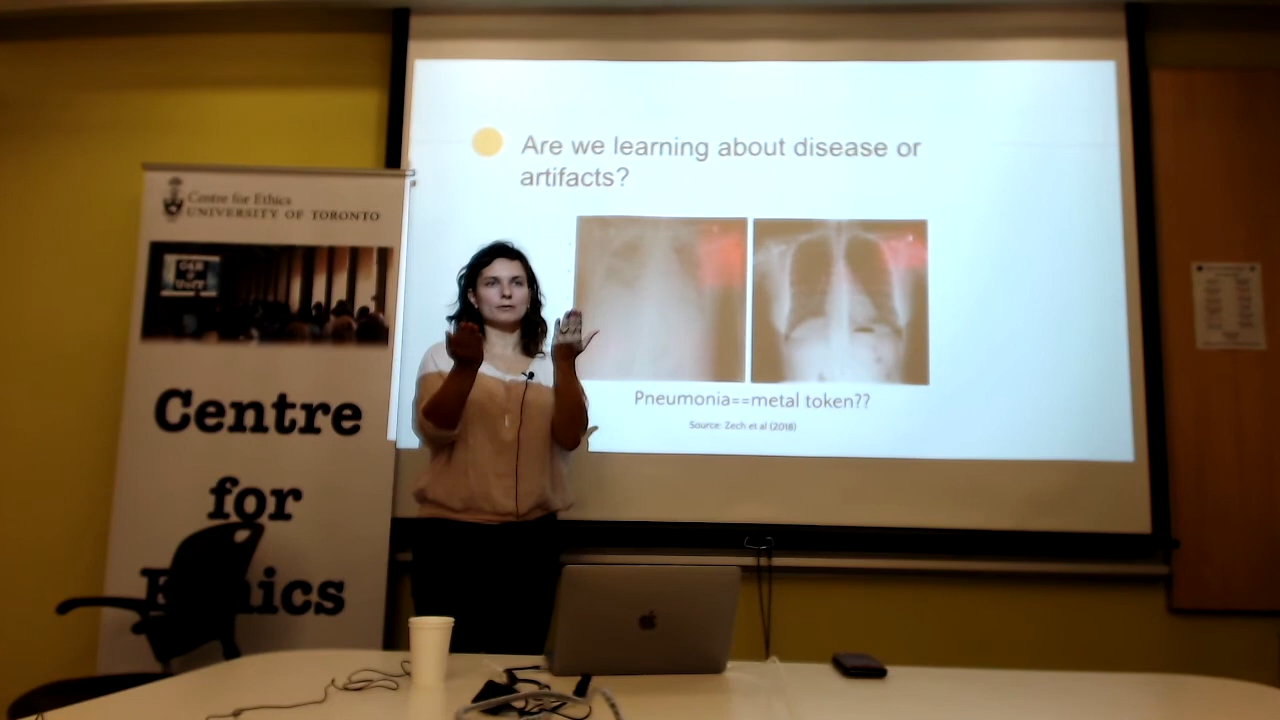 Centre for Ethics
UNIVERSITY OF TORONTO
Centre
for
Are we learning about disease or
artifacts?
Pneumonia==metal token??
Source: Zech et al (2018)